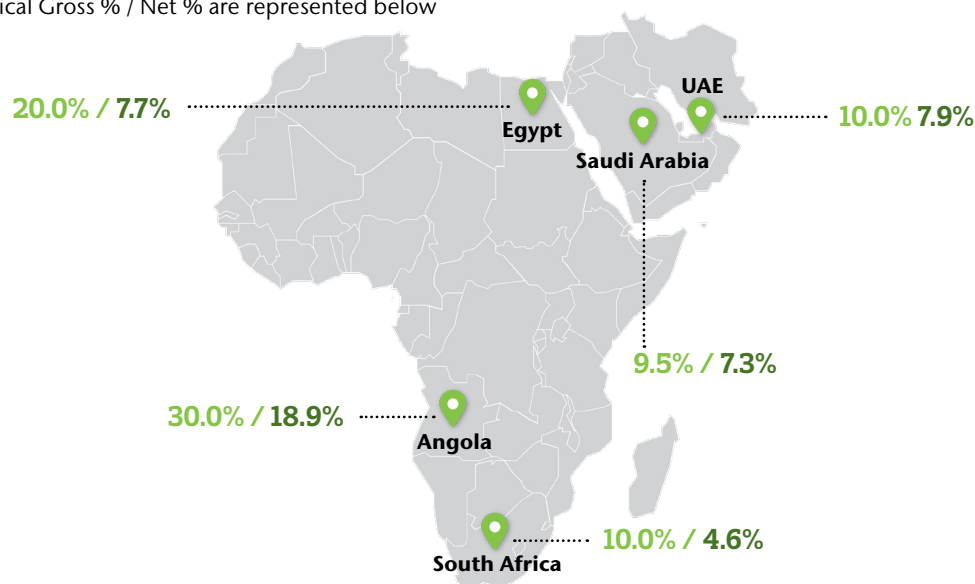 ical Gross % / Net % are represented below
UAE
20.0% / 7.7%
10.0% 7.9%
Egypt
Saudi Arabia
9.5% / 7.3%
30.0% / 18.9%
Angola
10.0% / 4.6%
South Africa